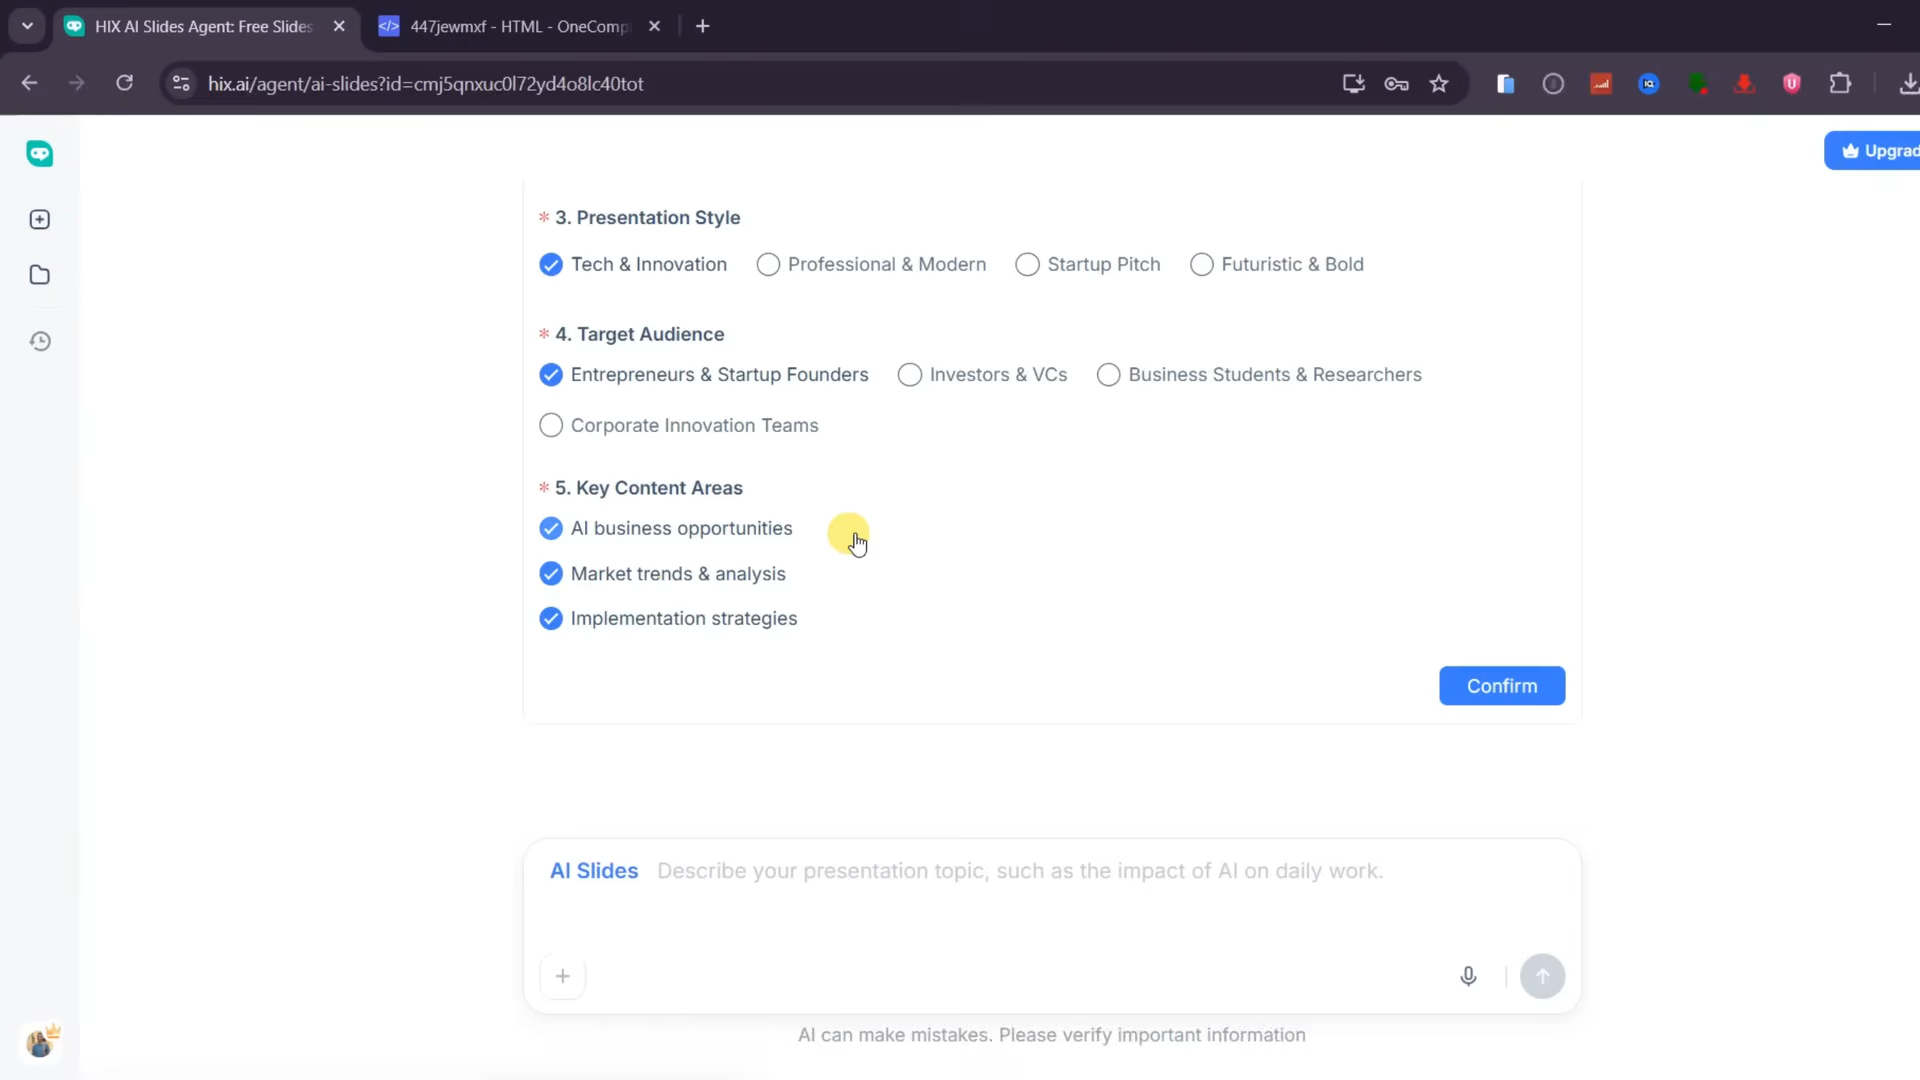 HIX AI Slides Agent: Free Slides
447jewmxf - HTML - OneComp
hix.ai/agent/ai-slides?id=cmj5qnxuc0l72yd4o8lc40tot
Upgrad
* 3. Presentation Style
Tech & Innovation Professional & Modern Startup Pitch Futuristic & Bold
* 4. Target Audience
Entrepreneurs & Startup Founders Investors & VCs Business Students & Researchers
Corporate Innovation Teams
* 5. Key Content Areas
AI business opportunities
Market trends & analysis
Implementation strategies
Confirm
AI Slides Describe your presentation topic, such as the impact of AI on daily work.
AI can make mistakes. Please verify important information